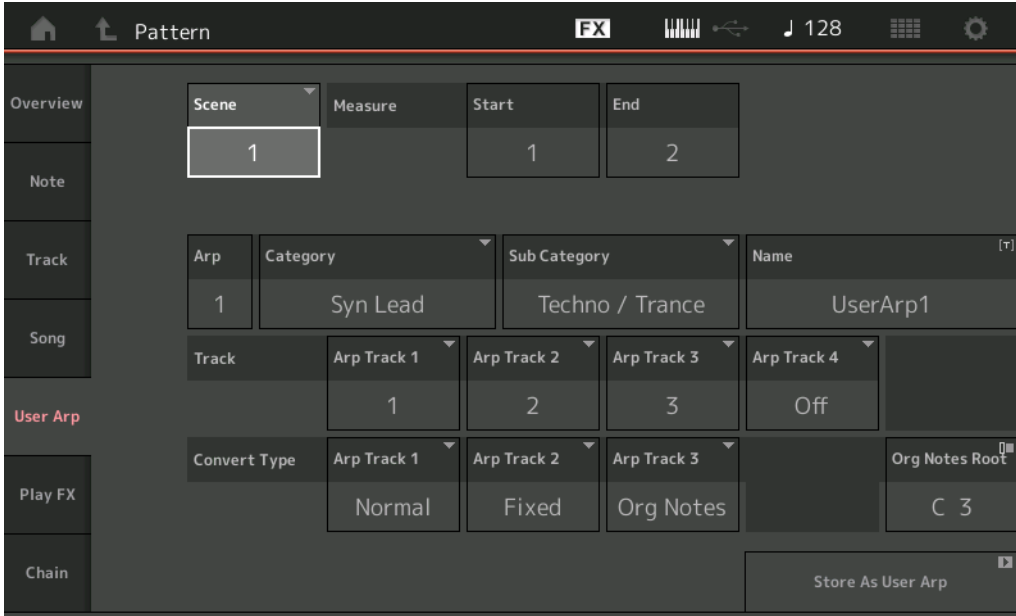 Pattern FX ♩ 128
Overview
Note
Track
Song
User Arp
Play FX
Chain
Scene Measure Start End
1 1 2
Arp Category Sub Category Name [T]
1 Syn Lead Techno / Trance UserArp1
Track Arp Track 1 Arp Track 2 Arp Track 3 Arp Track 4
1 2 3 Off
Convert Type Arp Track 1 Arp Track 2 Arp Track 3 Org Notes Root
Normal Fixed Org Notes C 3
Store As User Arp